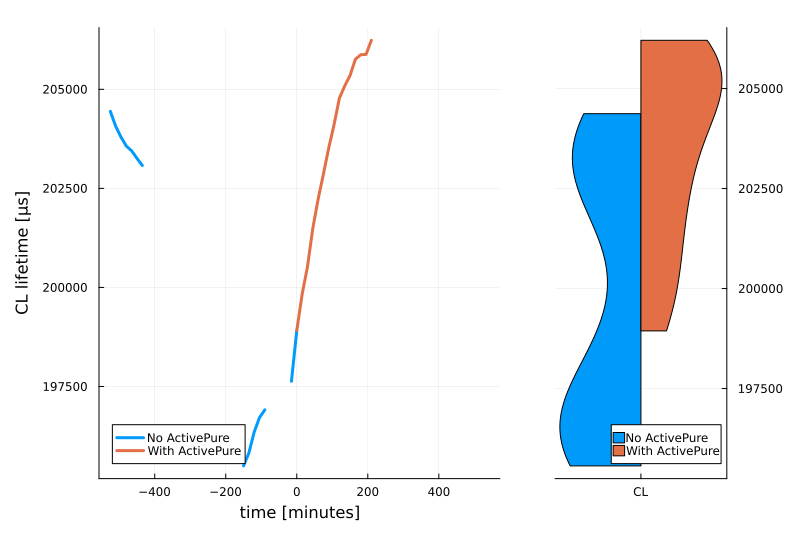 CL lifetime [μs]
205000
202500
200000
197500
−400
−200
0
200
400
time [minutes]
No ActivePure
With ActivePure
205000
202500
200000
197500
CL
No ActivePure
With ActivePure